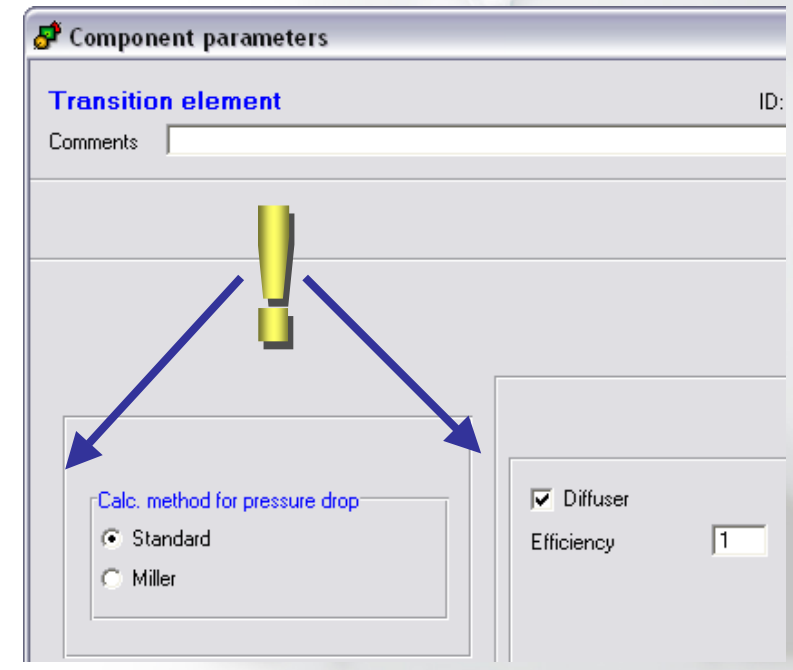 Component parameters
Transition element ID:
Comments
!
Calc. method for pressure drop
Standard
Miller
Diffuser
Efficiency 1